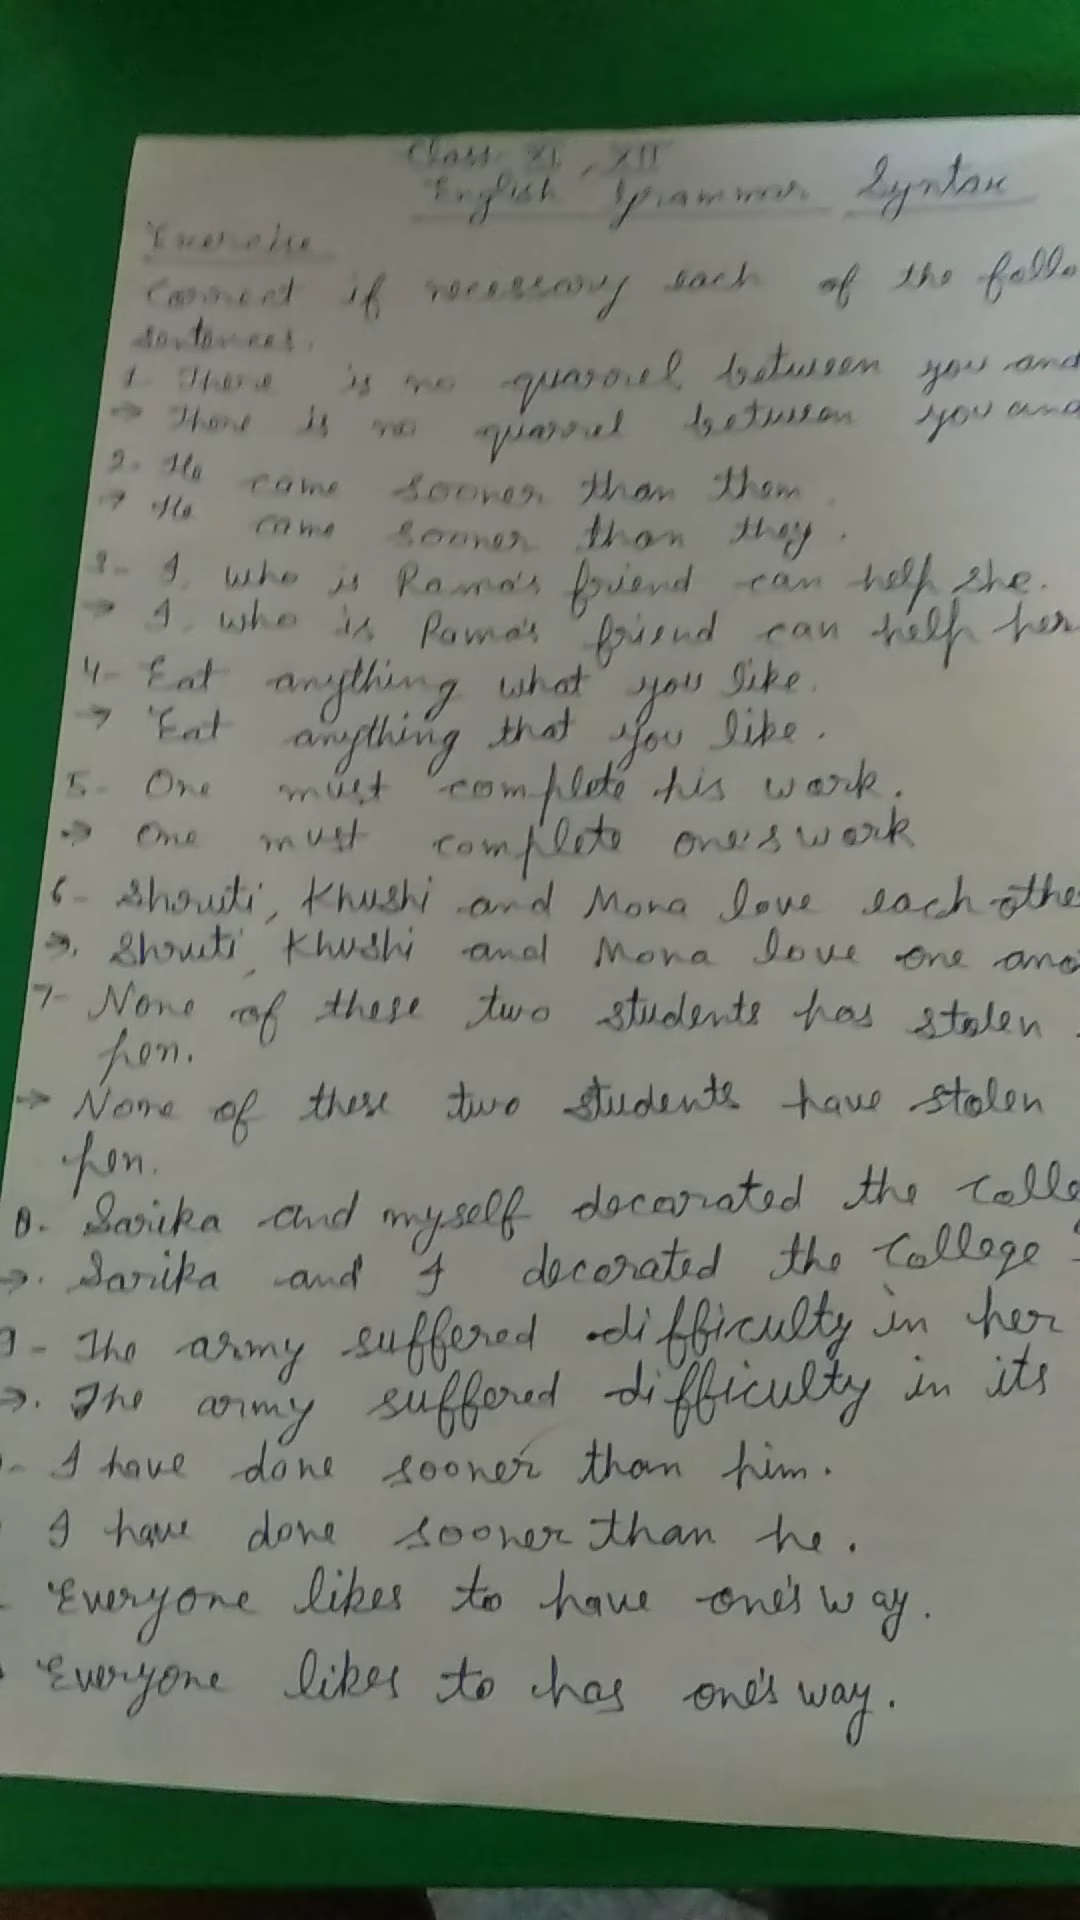 Class XI, XII
English Grammar Syntax
Exercise
Correct if necessary each of the follo
sentences.
1- There is no quarrel between you and
→ There is no quarrel between you and
2- He came sooner than them.
→ He came sooner than they.
3- I, who is Rama's friend can help she.
→ I, who is Rama's friend can help her
4- Eat anything what you like.
→ Eat anything that you like.
5- One must complete his work.
→ One must complete one's work
6- Shruti, Khushi and Mona love each othe
→. Shruti, Khushi and Mona love one ano
7- None of these two students has stolen
pen.
→ None of these two students have stolen
pen.
8. Sarika and myself decorated the colle
→. Sarika and I decorated the College
9- The army suffered difficulty in her
→. The army suffered difficulty in its
- I have done sooner than him.
I have done sooner than he.
- Everyone likes to have one's way.
Everyone likes to has one's way.